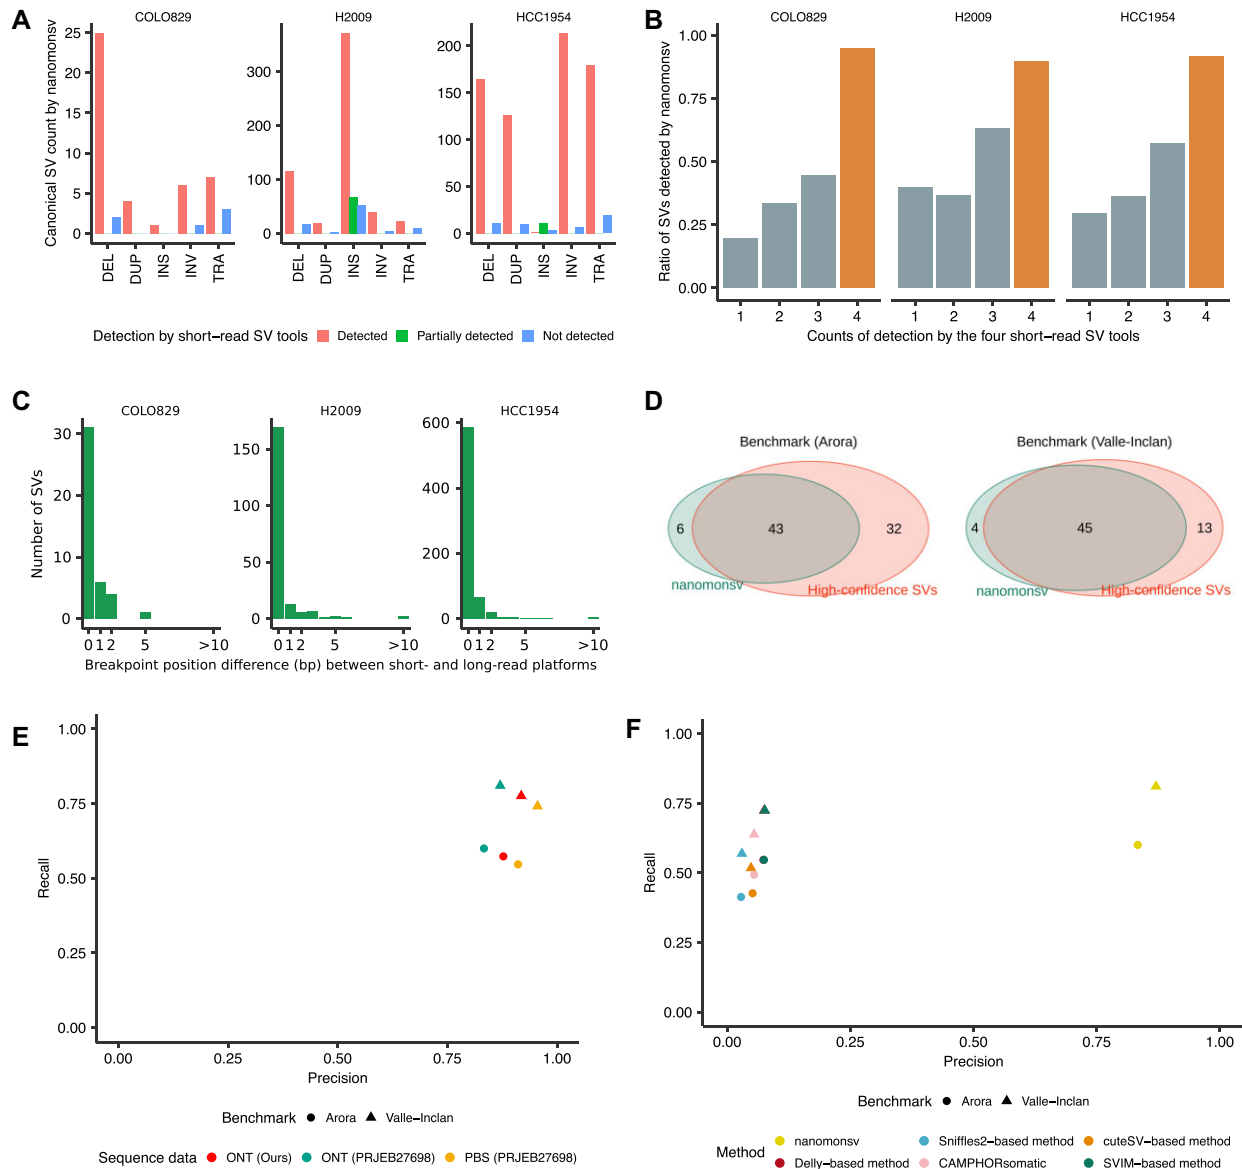 A
COLO829
H2009
HCC1954
Canonical SV count by nanomonsv
25
20
15
10
5
0
300
200
100
0
200
150
100
50
0
DEL DUP INS INV TRA
DEL DUP INS INV TRA
DEL DUP INS INV TRA
Detection by short−read SV tools Detected Partially detected Not detected
B
COLO829
H2009
HCC1954
Ratio of SVs detected by nanomonsv
1.00
0.75
0.50
0.25
0.00
1 2 3 4
1 2 3 4
1 2 3 4
Counts of detection by the four short−read SV tools
C
COLO829
H2009
HCC1954
Number of SVs
30
20
10
0
150
100
50
0
600
400
200
0
0 1 2 5 >10
0 1 2 5 >10
0 1 2 5 >10
Breakpoint position difference (bp) between short- and long-read platforms
D
Benchmark (Arora)
6 43 32
nanomonsv
High-confidence SVs
Benchmark (Valle-Inclan)
4 45 13
nanomonsv
High-confidence SVs
E
Recall
1.00
0.75
0.50
0.25
0.00
0.00 0.25 0.50 0.75 1.00
Precision
Benchmark Arora Valle−Inclan
Sequence data ONT (Ours) ONT (PRJEB27698) PBS (PRJEB27698)
F
Recall
1.00
0.75
0.50
0.25
0.00
0.00 0.25 0.50 0.75 1.00
Precision
Benchmark Arora Valle−Inclan
Method
nanomonsv Sniffles2−based method cuteSV−based method
Delly−based method CAMPHORsomatic SVIM−based method